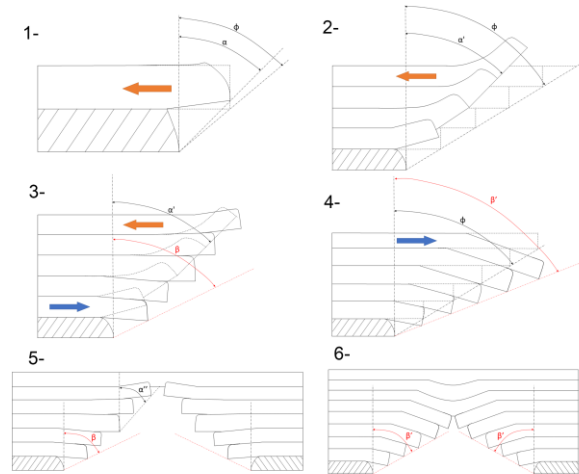 1-
ϕ
α
2-
ϕ
α'
3-
α'
β
4-
β'
ϕ
5-
α''
β
6-
β'
β'